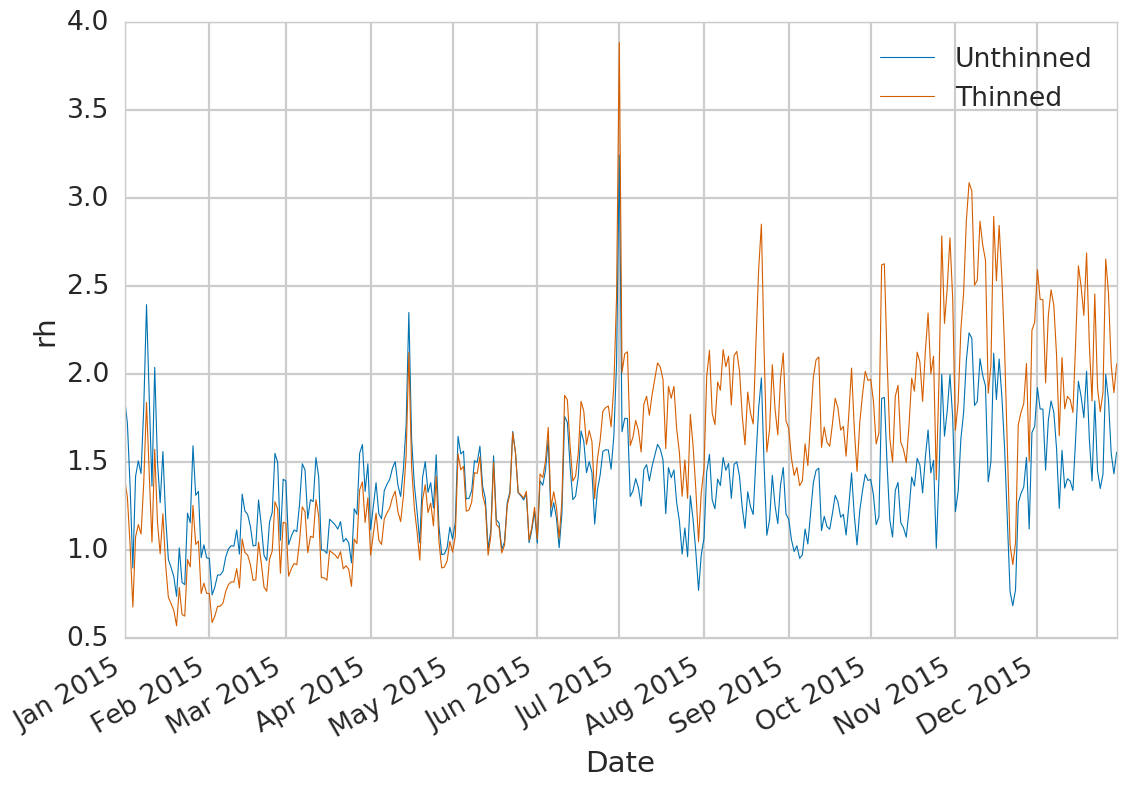 4.0
3.5
3.0
2.5
2.0
1.5
1.0
0.5
rh
Unthinned
Thinned
Jan 2015
Feb 2015
Mar 2015
Apr 2015
May 2015
Jun 2015
Jul 2015
Aug 2015
Sep 2015
Oct 2015
Nov 2015
Dec 2015
Date